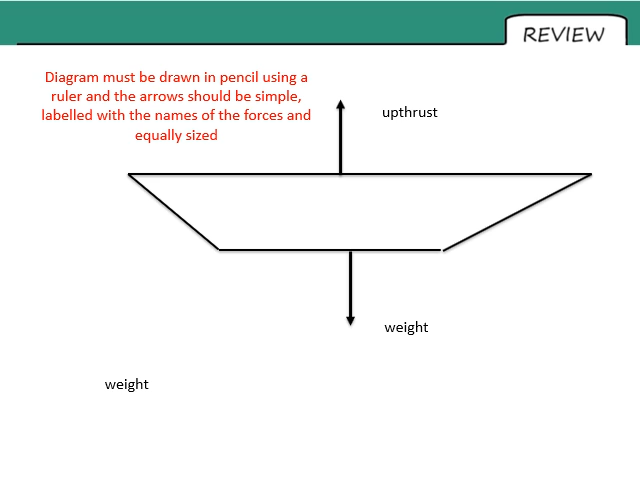 REVIEW
Diagram must be drawn in pencil using a
ruler and the arrows should be simple,
labelled with the names of the forces and
equally sized
upthrust
weight
weight